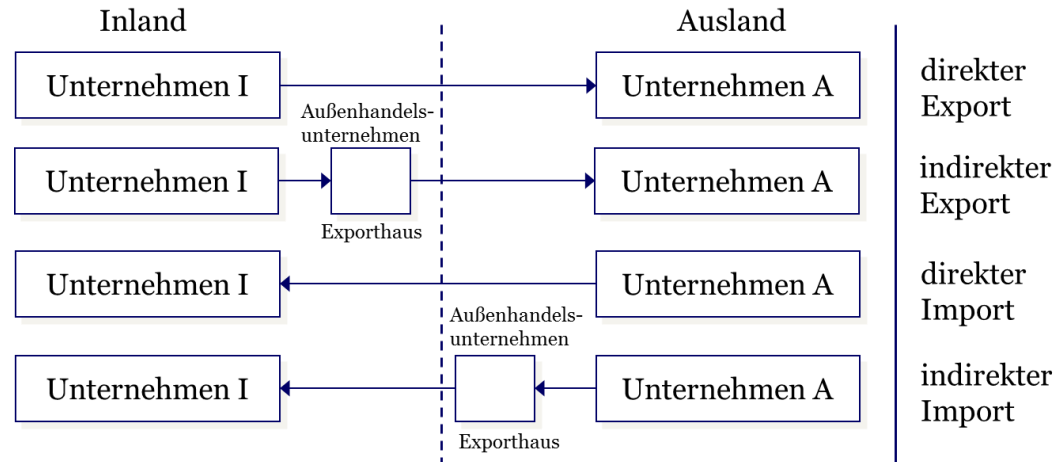 Inland
Ausland
Unternehmen I
Unternehmen A
direkter
Export
Außenhandels-
unternehmen
Unternehmen I
Unternehmen A
indirekter
Export
Exporthaus
Unternehmen I
Unternehmen A
direkter
Import
Außenhandels-
unternehmen
Unternehmen I
Unternehmen A
indirekter
Import
Exporthaus